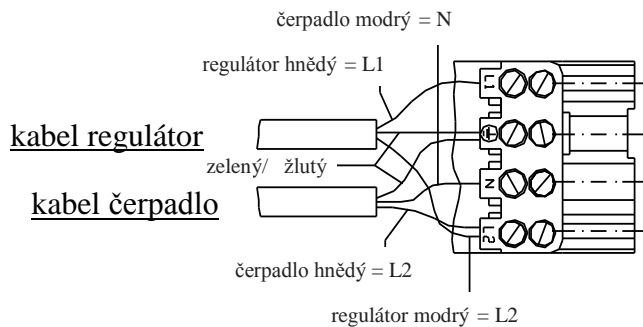 čerpadlo modrý = N
regulátor hnědý = L1
L1
kabel regulátor
zelený/ žlutý
N
kabel čerpadlo
L2
čerpadlo hnědý = L2
regulátor modrý = L2